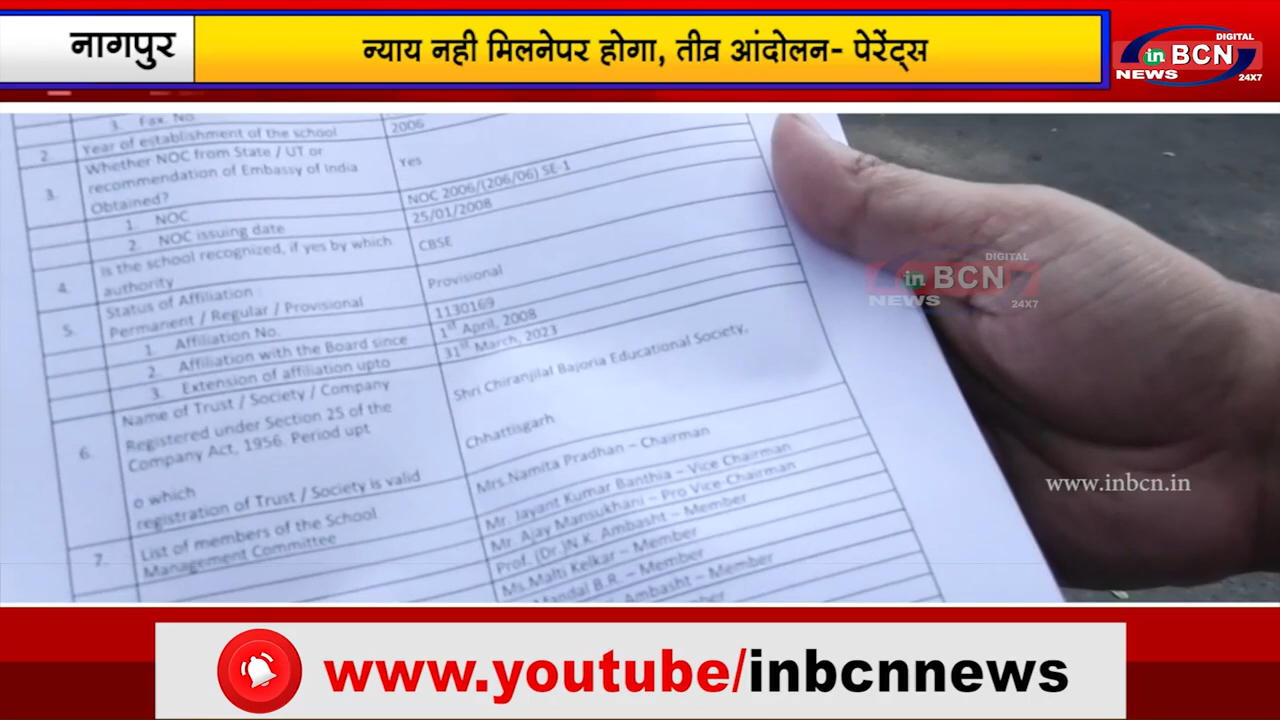 नागपुर
न्याय नही मिलनेपर होगा, तीव्र आंदोलन- पेरेंट्स
DIGITAL
in BCN
NEWS 24X7
3. Fax. No.
2. Year of establishment of the school 2006
3. Whether NOC from State / UT or
recommendation of Embassy of India
Obtained? Yes
1. NOC NOC 2006/(206/06) SE-1
2. NOC issuing date 25/01/2008
4. Is the school recognized, if yes by which
authority CBSE
5. Status of Affiliation :
Permanent / Regular / Provisional Provisional
1. Affiliation No. 1130169
2. Affiliation with the Board since 1st April, 2008
3. Extension of affiliation upto 31st March, 2023
6. Name of Trust / Society / Company
Registered under Section 25 of the
Company Act, 1956. Period upt
o which
registration of Trust / Society is valid
Shri Chiranjilal Bajoria Educational Society,
Chhattisgarh
7. List of members of the School
Management Committee
Mrs.Namita Pradhan – Chairman
Mr. Jayant Kumar Banthia – Vice Chairman
Mr. Ajay Mansukhani – Pro Vice Chairman
Prof. (Dr.)N.K. Ambasht – Member
Ms.Malti Kelkar – Member
Mandal B.R. – Member
Ambasht – Member
DIGITAL
in BCN
NEWS 24X7
www.inbcn.in
www.youtube/inbcnnews